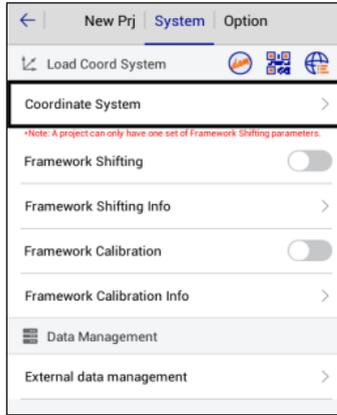 New Prj System Option
Load Coord System
Coordinate System
*Note: A project can only have one set of Framework Shifting parameters.
Framework Shifting
Framework Shifting Info
Framework Calibration
Framework Calibration Info
Data Management
External data management